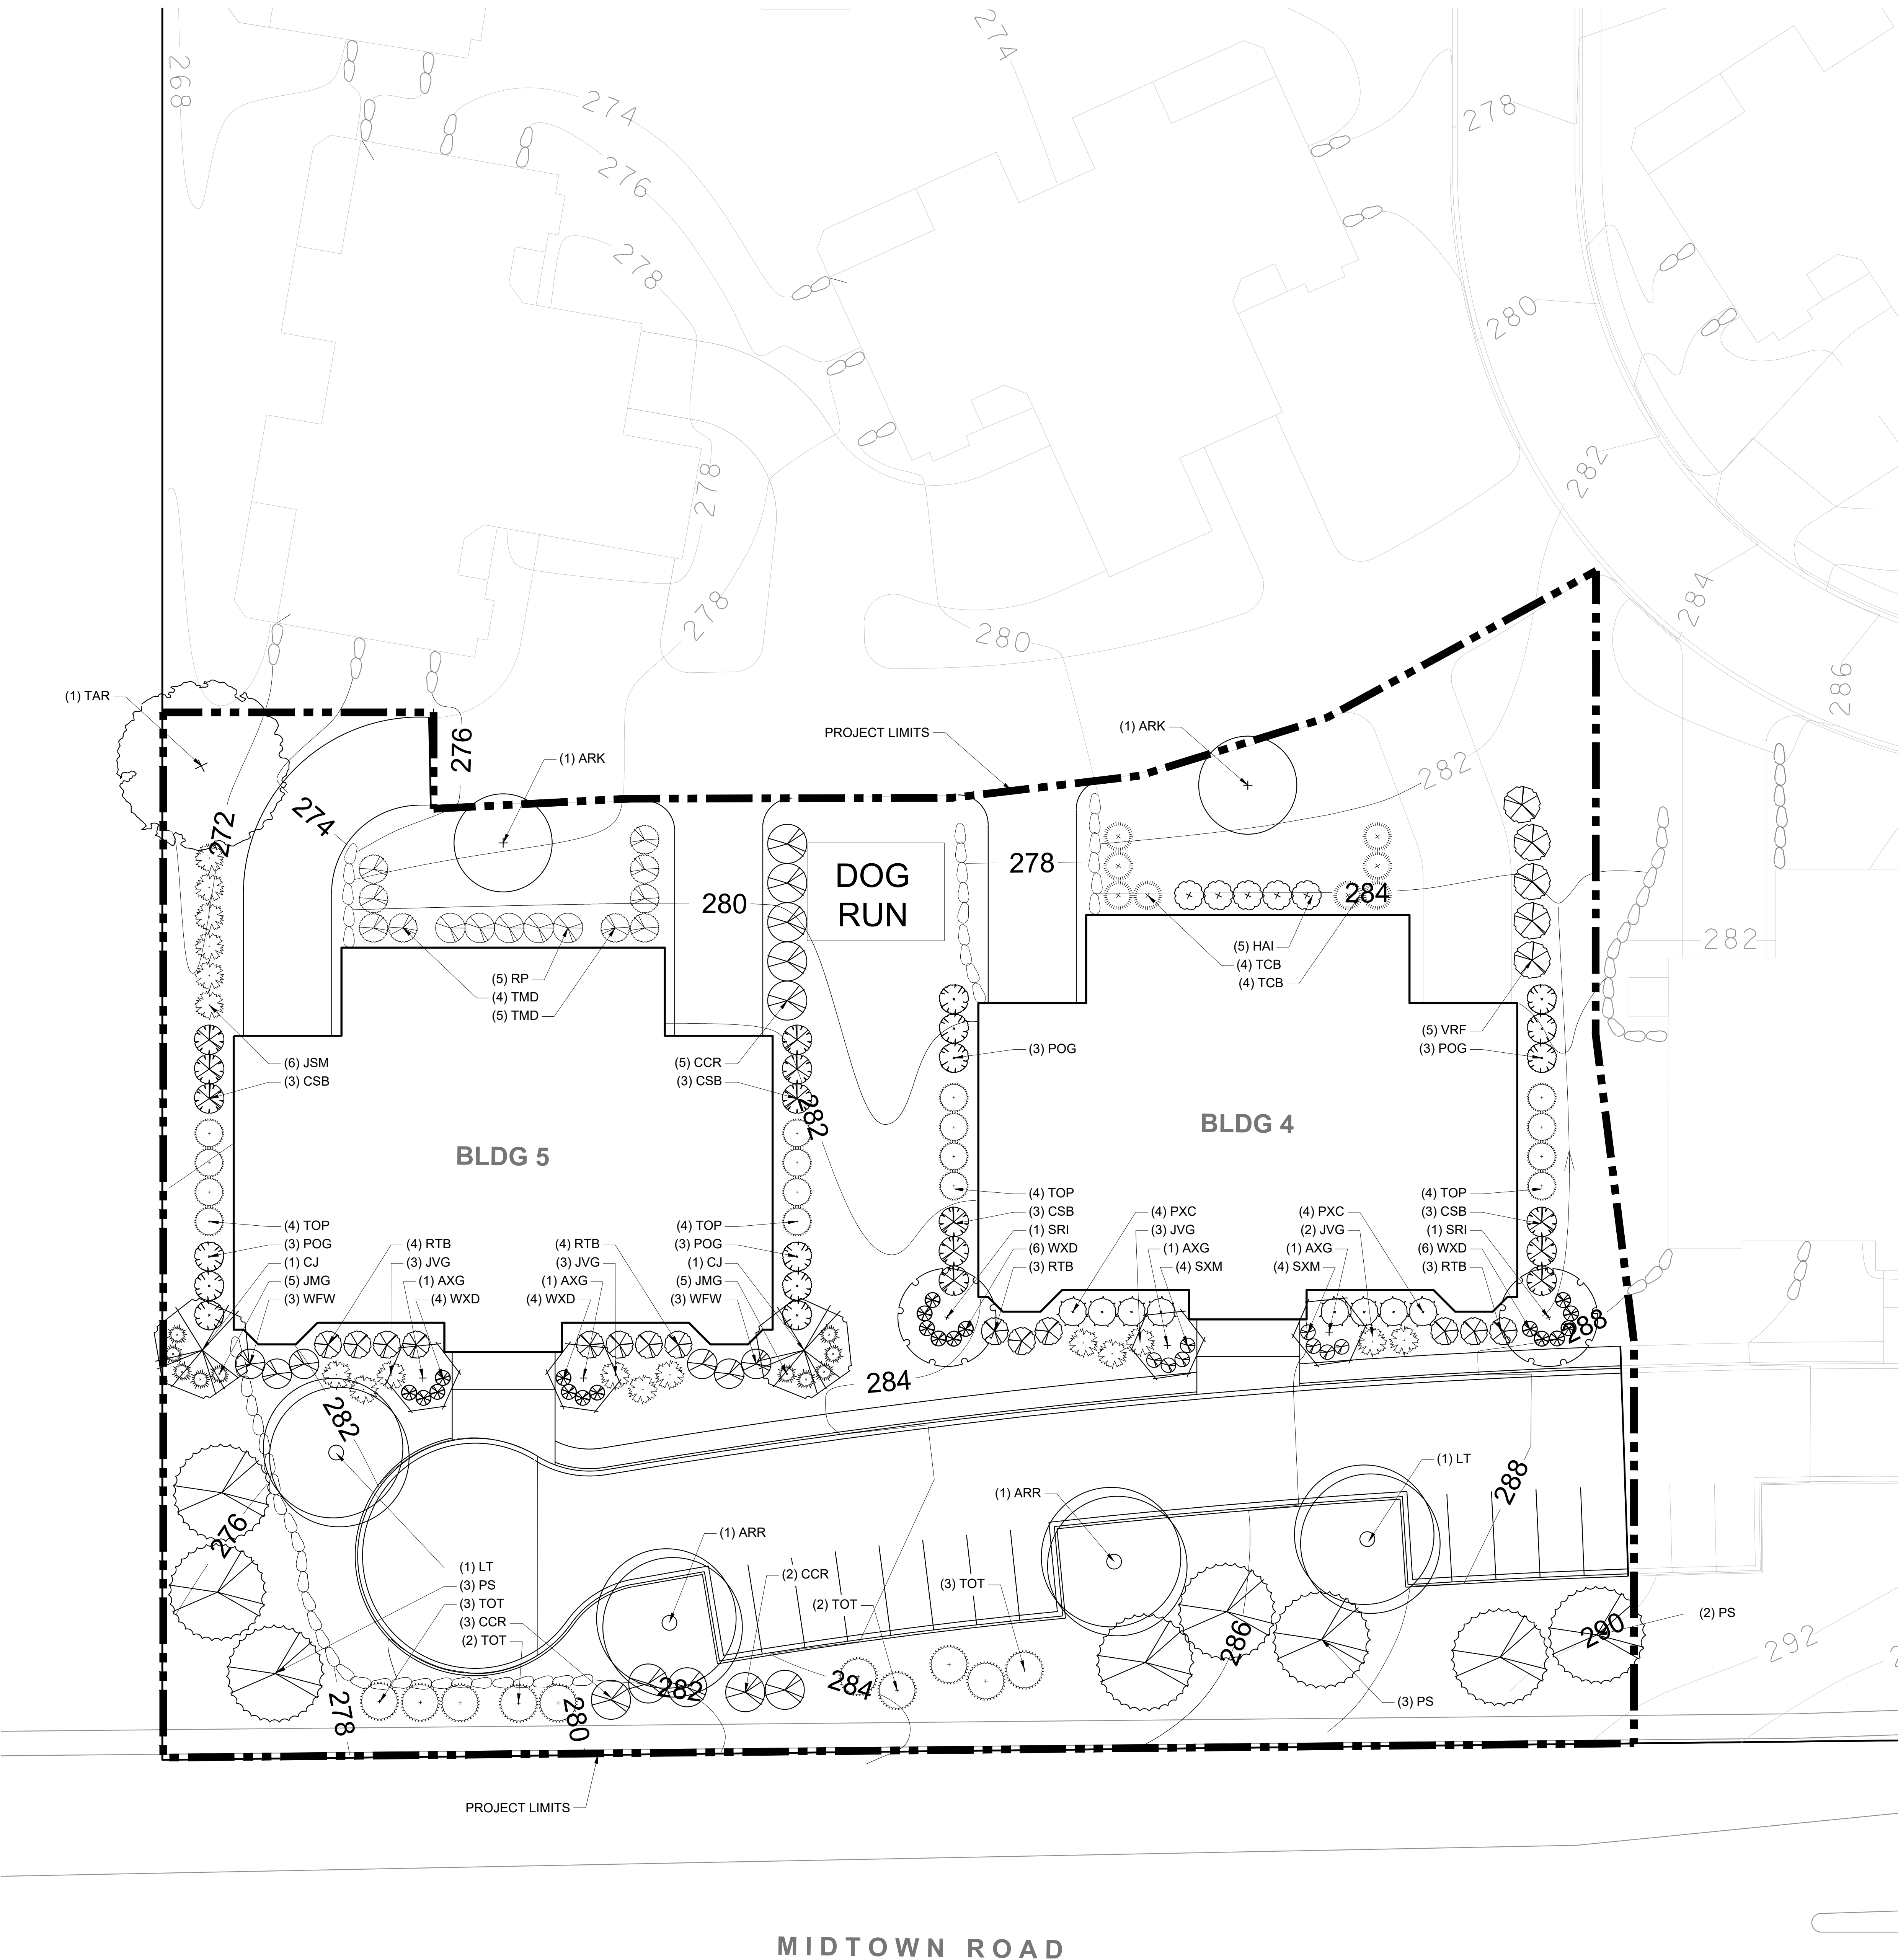 268
274
274
278
276
278
280
282
278
284
278
280
286
(1) TAR
276
PROJECT LIMITS
(1) ARK
(1) ARK
282
272
274
278
DOG
RUN
280
284
282
(5) HAI
(4) TCB
(4) TCB
(5) RP
(4) TMD
(5) TMD
(5) VRF
(3) POG
(3) POG
(6) JSM
(3) CSB
(5) CCR
(3) CSB
282
BLDG 5
BLDG 4
(4) TOP
(3) POG
(1) CJ
(5) JMG
(3) WFW
(4) RTB
(3) JVG
(1) AXG
(4) WXD
(4) RTB
(3) JVG
(1) AXG
(4) WXD
(4) TOP
(3) POG
(1) CJ
(5) JMG
(3) WFW
(4) TOP
(3) CSB
(1) SRI
(6) WXD
(3) RTB
(4) PXC
(3) JVG
(1) AXG
(4) SXM
(4) PXC
(2) JVG
(1) AXG
(4) SXM
(4) TOP
(3) CSB
(1) SRI
(6) WXD
(3) RTB
288
284
282
(1) LT
288
(1) ARR
276
(1) ARR
(1) LT
(3) PS
(3) TOT
(3) CCR
(2) TOT
(2) CCR
(2) TOT
(3) TOT
286
290
(2) PS
292
278
280
282
284
(3) PS
PROJECT LIMITS
MIDTOWN ROAD